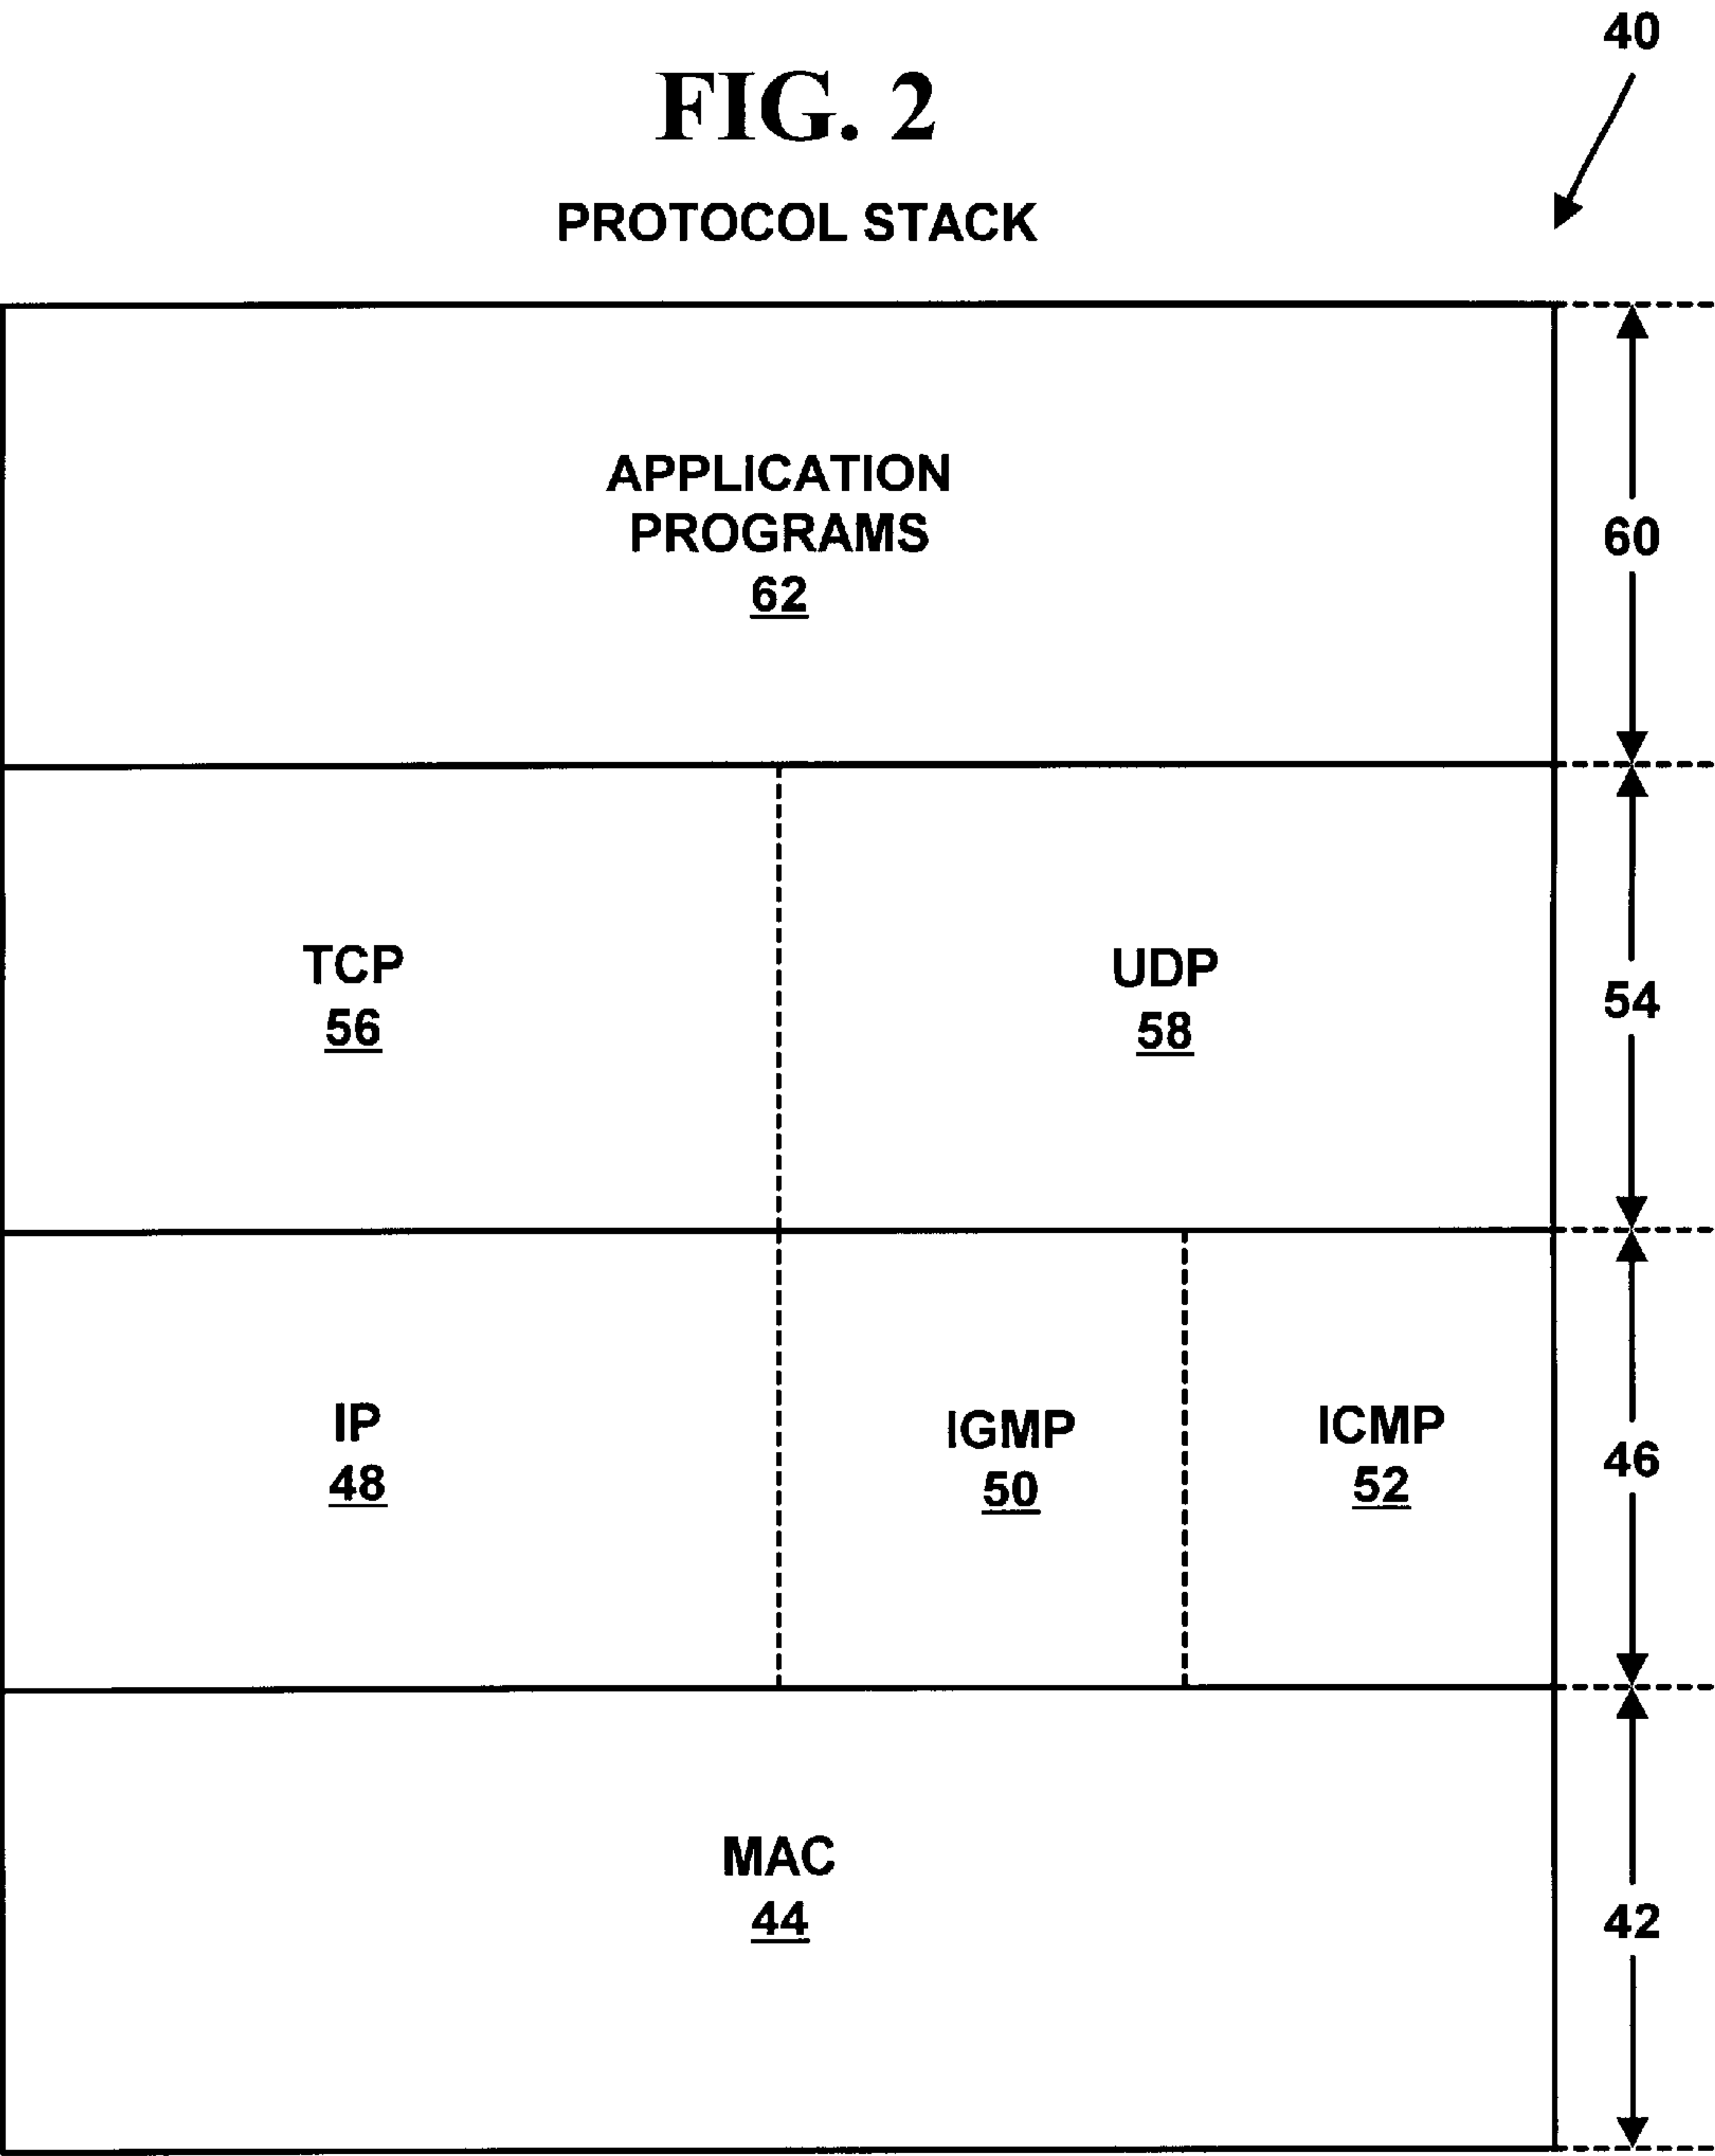 40
FIG. 2
PROTOCOL STACK
APPLICATION
PROGRAMS
62
60
TCP
56
UDP
58
54
IP
48
IGMP
50
ICMP
52
46
MAC
44
42